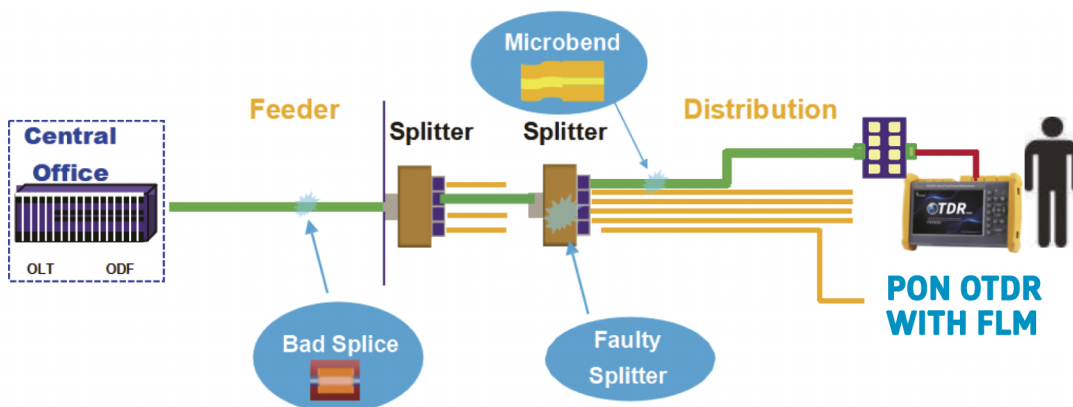 Microbend
Feeder
Distribution
Splitter
Splitter
Central
Office
OTDR
OLT
ODF
PON OTDR
WITH FLM
Bad Splice
Faulty
Splitter